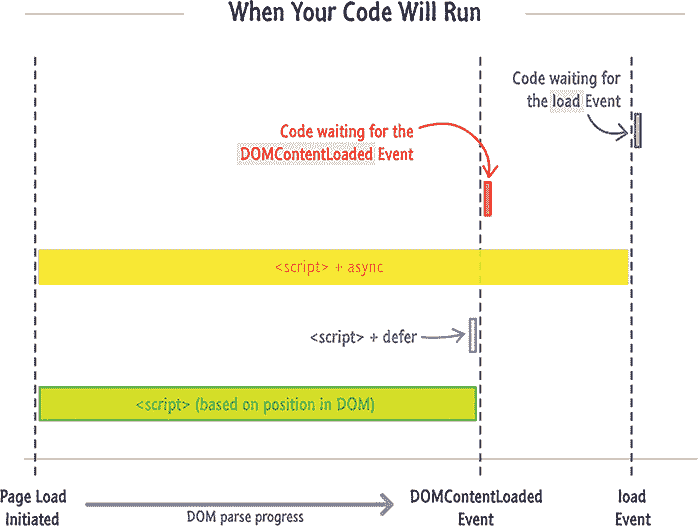 When Your Code Will Run
Code waiting for
the load Event
Code waiting for the
DOMContentLoaded Event
<script> + async
<script> + defer
<script> (based on position in DOM)
Page Load
Initiated
DOM parse progress
DOMContentLoaded
Event
load
Event